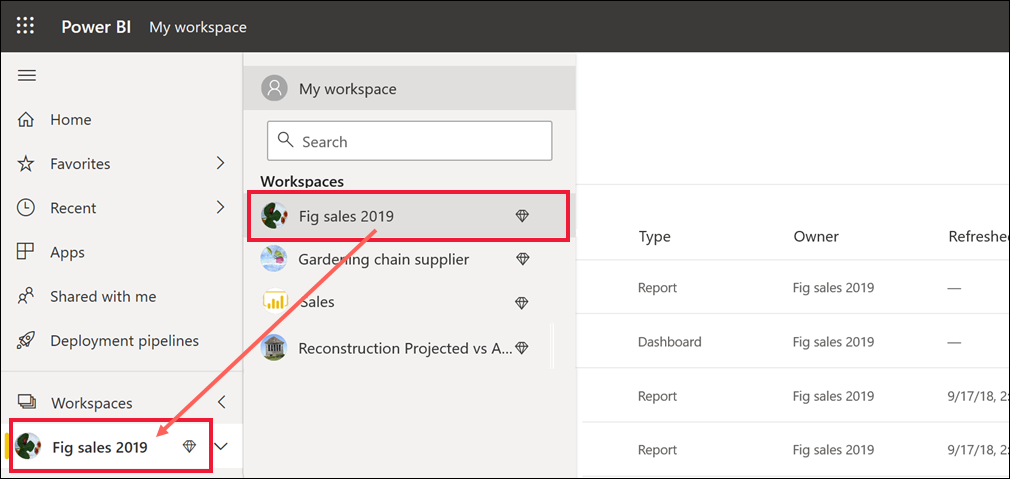 Power BI My workspace
Home
Favorites
Recent
Apps
Shared with me
Deployment pipelines
Workspaces
Fig sales 2019
My workspace
Search
Workspaces
Fig sales 2019
Gardening chain supplier
Sales
Reconstruction Projected vs A...
Type Owner Refreshe
Report Fig sales 2019 —
Dashboard Fig sales 2019 —
Report Fig sales 2019 9/17/18, 2:
Report Fig sales 2019 9/17/18, 2: